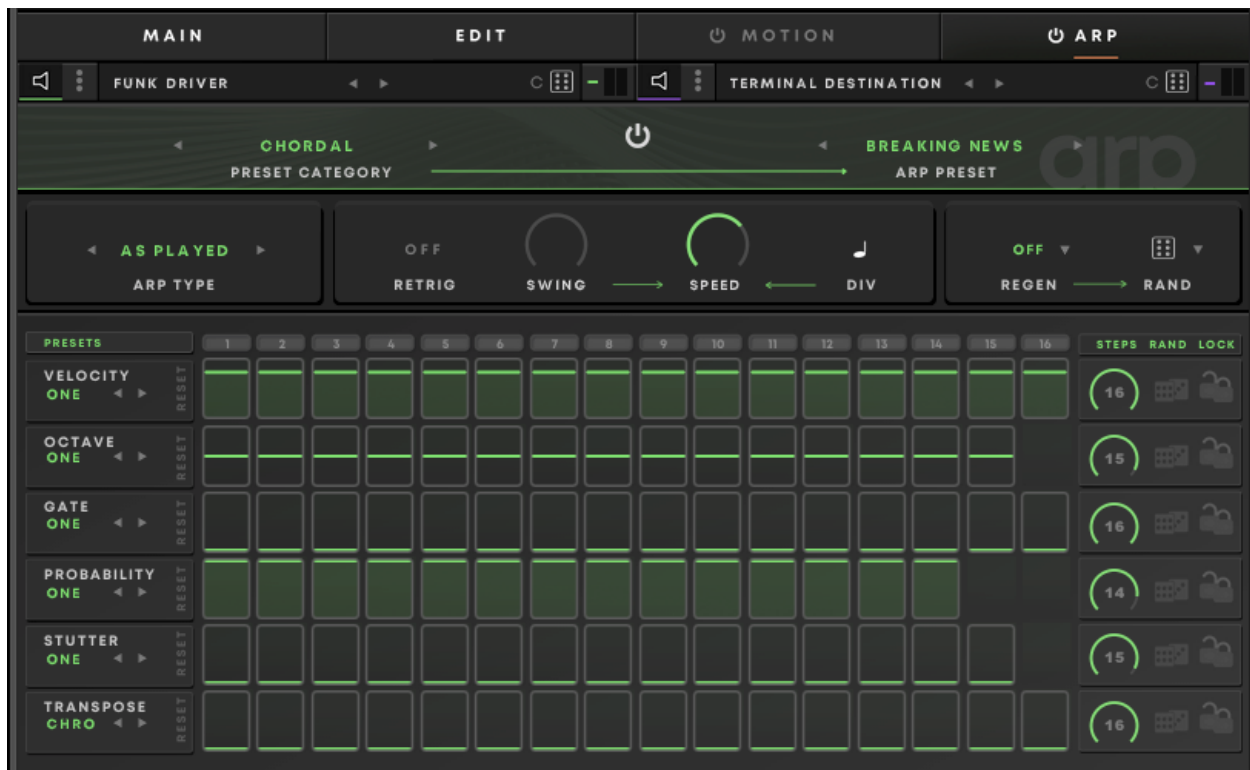 MAIN EDIT MOTION ARP
FUNK DRIVER C TERMINAL DESTINATION C
CHORDAL BREAKING NEWS arp
PRESET CATEGORY ARP PRESET
AS PLAYED OFF OFF
ARP TYPE RETRIG SWING SPEED DIV REGEN RAND
PRESETS 1 2 3 4 5 6 7 8 9 10 11 12 13 14 15 16 STEPS RAND LOCK
VELOCITY RESET
ONE 16
OCTAVE RESET
ONE 15
GATE RESET
ONE 16
PROBABILITY RESET
ONE 14
STUTTER RESET
ONE 15
TRANSPOSE RESET
CHRO 16